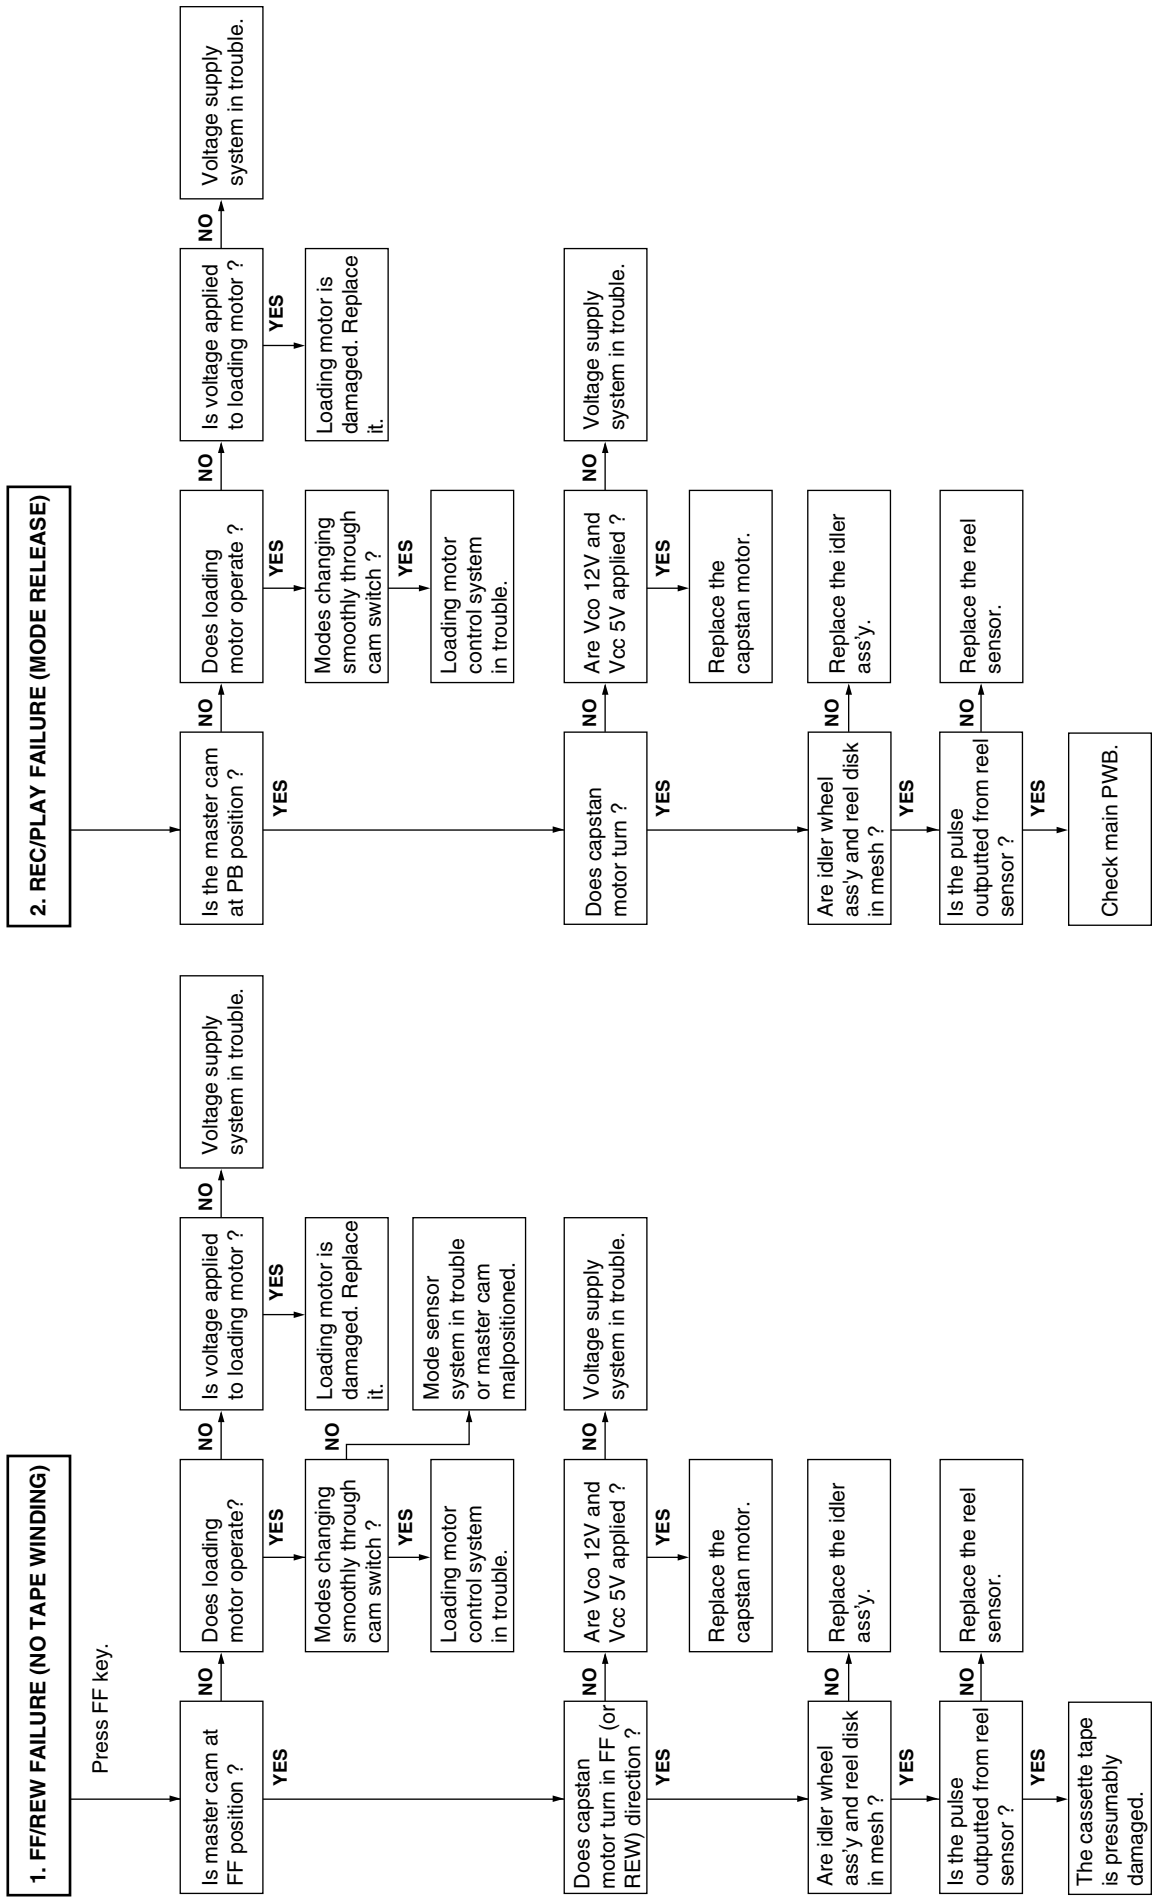 1. FF/REW FAILURE (NO TAPE WINDING)
Press FF key.
Is master cam at
FF position ?
NO
Does loading
motor operate?
NO
Is voltage applied
to loading motor ?
NO
Voltage supply
system in trouble.
YES
YES
YES
Modes changing
smoothly through
cam switch ?
NO
Loading motor is
damaged. Replace
it.
YES
Loading motor
control system
in trouble.
Mode sensor
system in trouble
or master cam
malpositioned.
Does capstan
motor turn in FF (or
REW) direction ?
NO
Are Vco 12V and
Vcc 5V applied ?
NO
Voltage supply
system in trouble.
YES
YES
Replace the
capstan motor.
Are idler wheel
ass'y and reel disk
in mesh ?
NO
Replace the idler
ass'y.
YES
Is the pulse
outputted from reel
sensor ?
NO
Replace the reel
sensor.
YES
The cassette tape
is presumably
damaged.
2. REC/PLAY FAILURE (MODE RELEASE)
Is the master cam
at PB position ?
NO
Does loading
motor operate ?
NO
Is voltage applied
to loading motor ?
NO
Voltage supply
system in trouble.
YES
YES
YES
Modes changing
smoothly through
cam switch ?
Loading motor is
damaged. Replace
it.
YES
Loading motor
control system
in trouble.
Does capstan
motor turn ?
NO
Are Vco 12V and
Vcc 5V applied ?
NO
Voltage supply
system in trouble.
YES
YES
Replace the
capstan motor.
Are idler wheel
ass'y and reel disk
in mesh ?
NO
Replace the idler
ass'y.
YES
Is the pulse
outputted from reel
sensor ?
NO
Replace the reel
sensor.
YES
Check main PWB.